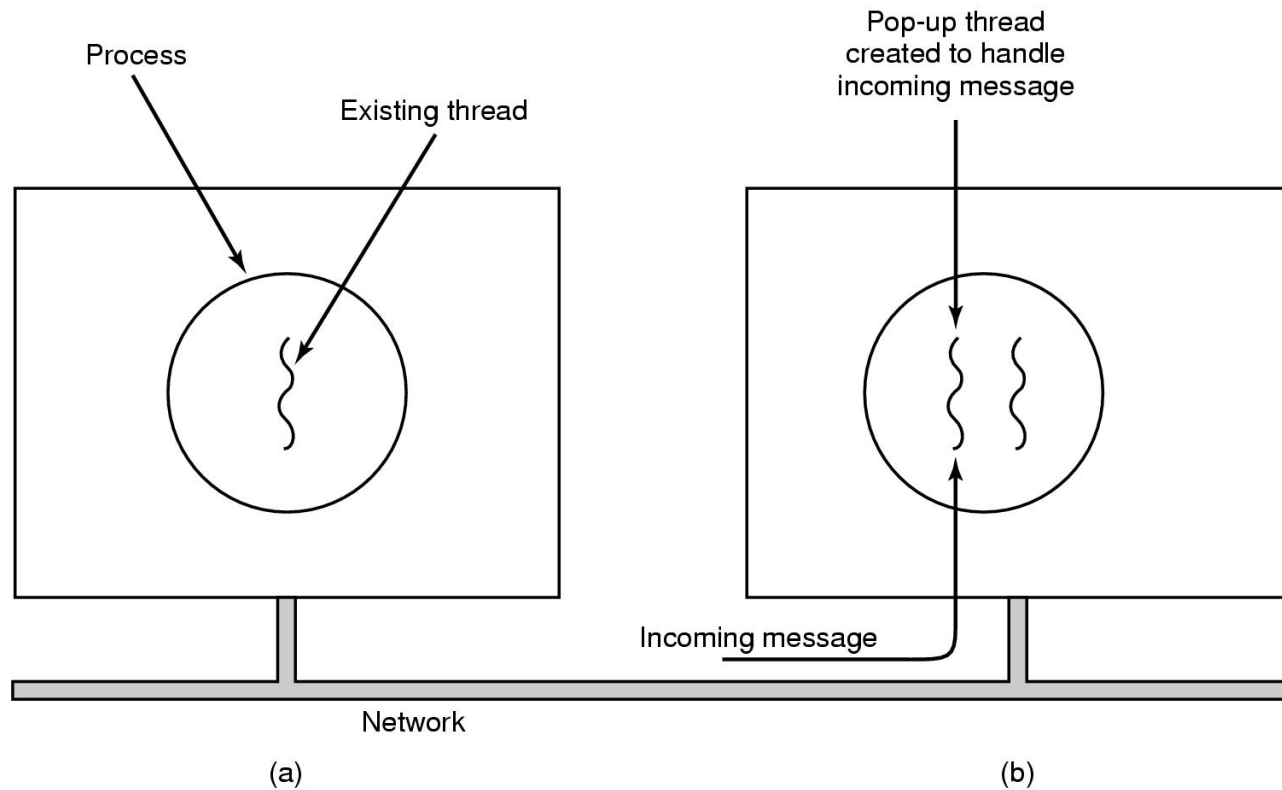 Process
Existing thread
Pop-up thread
created to handle
incoming message
Incoming message
Network
(a)
(b)